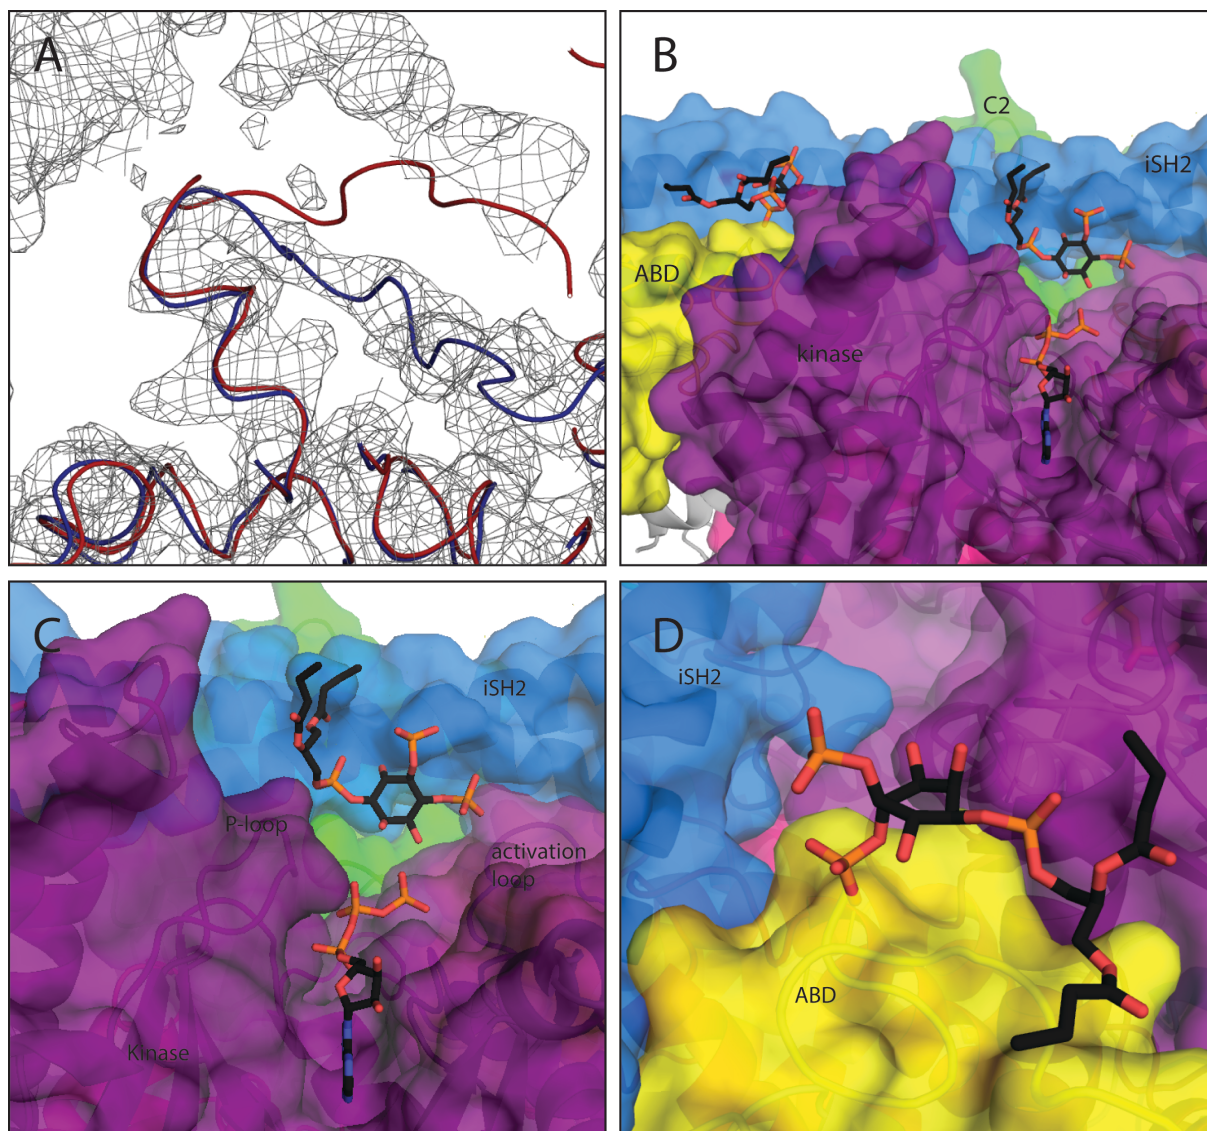 A
B
C2
iSH2
ABD
kinase
C
iSH2
P-loop
activation
loop
Kinase
D
iSH2
ABD